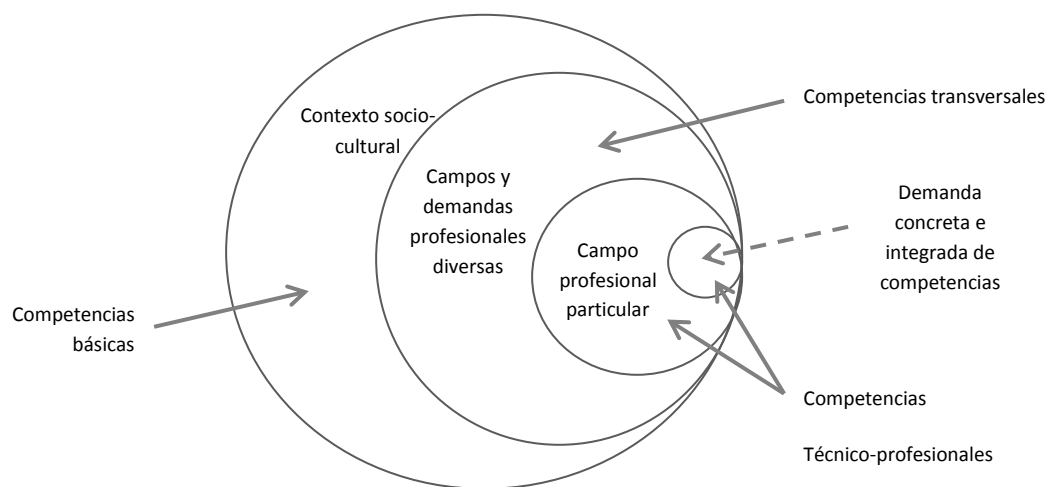 Contexto socio-
cultural
Competencias transversales
Campos y
demandas
profesionales
diversas
Demanda
concreta e
integrada de
competencias
Campo
profesional
particular
Competencias
básicas
Competencias
Técnico-profesionales